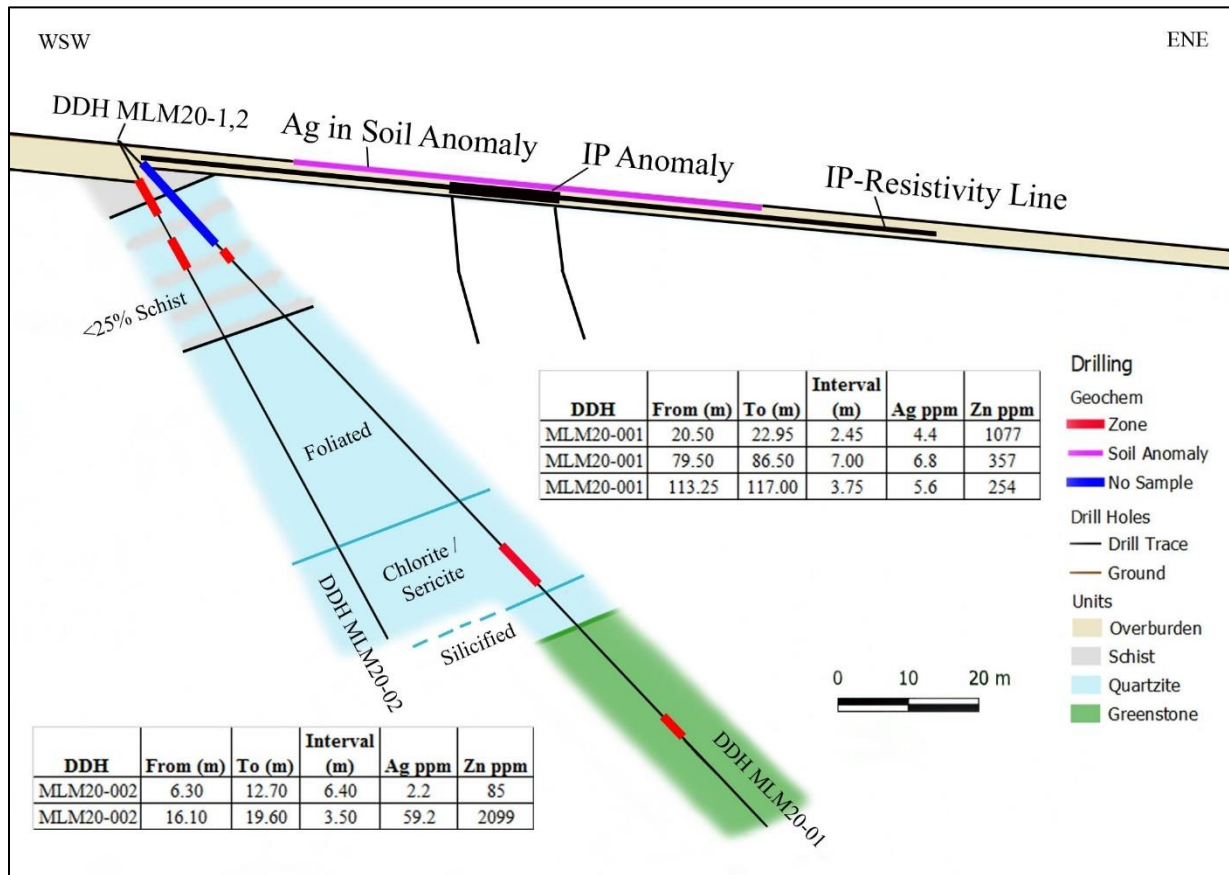 WSW
ENE
DDH MLM20-1,2
Ag in Soil Anomaly
IP Anomaly
IP-Resistivity Line
<25% Schist
Foliated
Chlorite /
Sericite
Silicified
DDH MLM20-02
DDH MLM20-01
DDH From (m) To (m) Interval (m) Ag ppm Zn ppm
MLM20-001 20.50 22.95 2.45 4.4 1077
MLM20-001 79.50 86.50 7.00 6.8 357
MLM20-001 113.25 117.00 3.75 5.6 254
Drilling
Geochem
Zone
Soil Anomaly
No Sample
Drill Holes
Drill Trace
Ground
Units
Overburden
Schist
Quartzite
Greenstone
0 10 20 m
DDH From (m) To (m) Interval (m) Ag ppm Zn ppm
MLM20-002 6.30 12.70 6.40 2.2 85
MLM20-002 16.10 19.60 3.50 59.2 2099